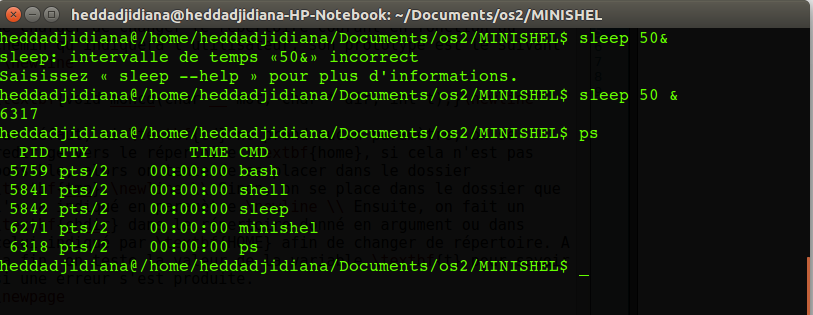 heddadjidiana@heddadjidiana-HP-Notebook: ~/Documents/os2/MINISHEL
heddadjidiana@/home/heddadjidiana/Documents/os2/MINISHEL$ sleep 50&
sleep: intervalle de temps «50&» incorrect
Saisissez « sleep --help » pour plus d'informations.
heddadjidiana@/home/heddadjidiana/Documents/os2/MINISHEL$ sleep 50 &
6317
heddadjidiana@/home/heddadjidiana/Documents/os2/MINISHEL$ ps
PID TTY TIME CMD
5759 pts/2 00:00:00 bash
5841 pts/2 00:00:00 shell
5842 pts/2 00:00:00 sleep
6271 pts/2 00:00:00 minishel
6318 pts/2 00:00:00 ps
heddadjidiana@/home/heddadjidiana/Documents/os2/MINISHEL$ _